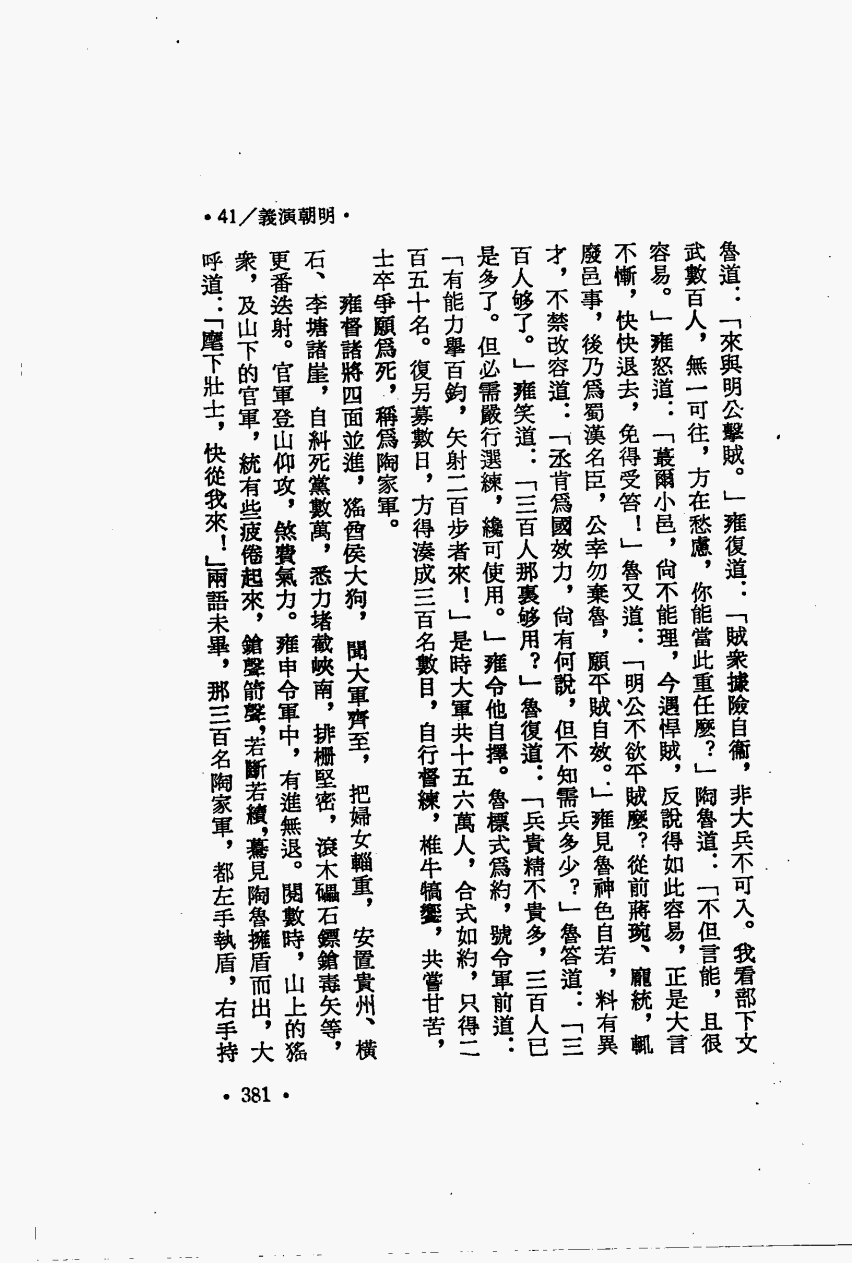 •41／義演朝明•
魯道：「來與明公擊賊。」雍復道：「賊衆據險自衞，非大兵不可入。我看部下文
武數百人，無一可往，方在愁慮，你能當此重任麽？」陶魯道：「不但言能，且很
容易。」雍怒道：「蕞爾小邑，尙不能理，今遇悍賊，反說得如此容易，正是大言
不慚，快快退去，免得受笞！」魯又道：「明公不欲平賊麽？從前蔣琬、龐統，輒
廢邑事，後乃爲蜀漢名臣，公幸勿棄魯，願平賊自效。」雍見魯神色自若，料有異
才，不禁改容道：「丞肯爲國效力，尙有何說，但不知需兵多少？」魯答道：「三
百人够了。」雍笑道：「三百人那裏够用？」魯復道：「兵貴精不貴多，三百人已
是多了。但必需嚴行選練，纔可使用。」雍令他自擇。魯標式爲約，號令軍前道：
「有能力舉百鈞，矢射二百步者來！」是時大軍共十五六萬人，合式如約，只得二
百五十名。復另募數日，方得湊成三百名數目，自行督練，椎牛犒饗，共嘗甘苦，
士卒爭願爲死，稱爲陶家軍。
雍督諸將四面並進，猺酋侯大狗，聞大軍齊至，把婦女輜重，安置貴州、橫
石、李塘諸崖，自糾死黨數萬，悉力堵截峽南，排柵堅密，滾木礧石鏢鎗毒矢等，
更番迭射。官軍登山仰攻，煞費氣力。雍申令軍中，有進無退。閱數時，山上的猺
衆，及山下的官軍，統有些疲倦起來，鎗聲箭聲，若斷若續，驀見陶魯擁盾而出，大
呼道：「麾下壯士，快從我來！」兩語未畢，那三百名陶家軍，都左手執盾，右手持
•381•